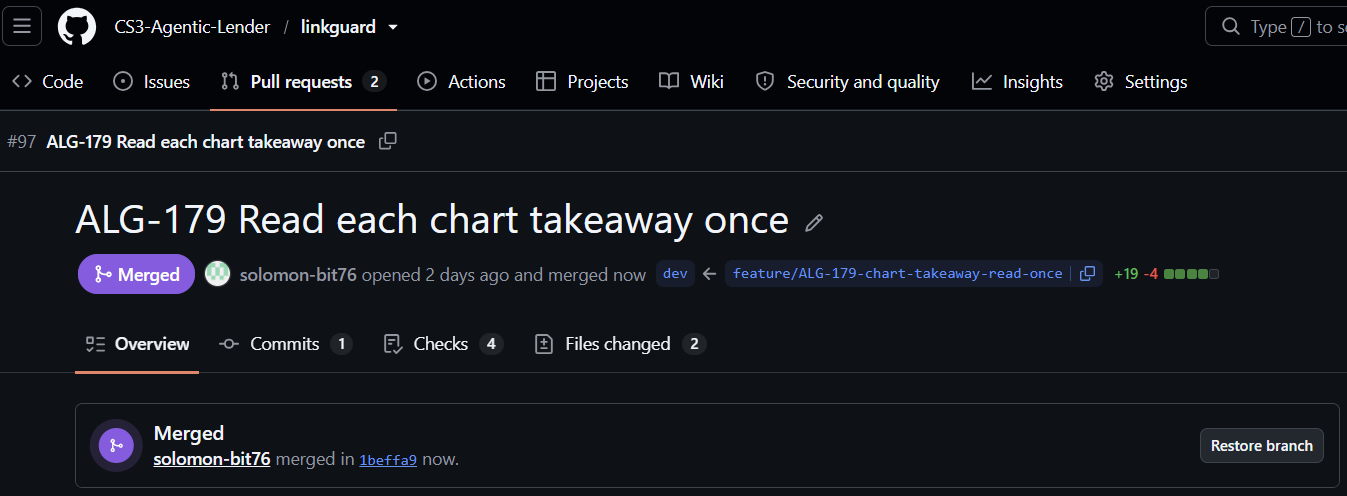 CS3-Agentic-Lender / linkguard
Type / to s
Code
Issues
Pull requests 2
Actions
Projects
Wiki
Security and quality
Insights
Settings
#97 ALG-179 Read each chart takeaway once
ALG-179 Read each chart takeaway once
Merged solomon-bit76 opened 2 days ago and merged now dev ← feature/ALG-179-chart-takeaway-read-once +19 -4
Overview
Commits 1
Checks 4
Files changed 2
Merged
solomon-bit76 merged in 1beffa9 now.
Restore branch